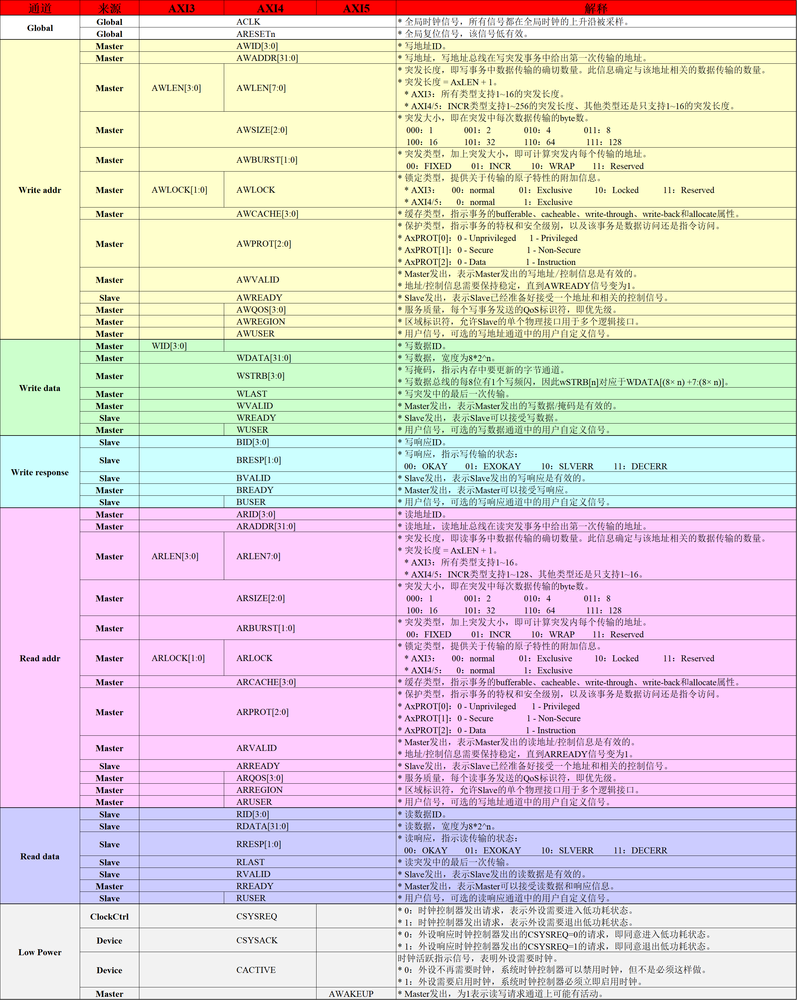 通道 来源 AXI3 AXI4 AXI5 解释
Global
Global ACLK * 全局时钟信号，所有信号都在全局时钟的上升沿被采样。
Global ARESETn * 全局复位信号，该信号低有效。
Write addr
Master AWID[3:0] * 写地址ID。
Master AWADDR[31:0] * 写地址，写地址总线在写突发事务中给出第一次传输的地址。
Master AWLEN[3:0] AWLEN[7:0]
* 突发长度，即写事务中数据传输的确切数量。此信息确定与该地址相关的数据传输的数量。
* 突发长度 = AxLEN + 1。
* AXI3：所有类型支持1~16的突发长度。
* AXI4/5：INCR类型支持1~256的突发长度、其他类型还是只支持1~16的突发长度。
Master AWSIZE[2:0]
* 突发大小，即在突发中每次数据传输的byte数。
000：1 001：2 010：4 011：8
100：16 101：32 110：64 111：128
Master AWBURST[1:0]
* 突发类型，加上突发大小，即可计算突发内每个传输的地址。
00：FIXED 01：INCR 10：WRAP 11：Reserved
Master AWLOCK[1:0] AWLOCK
* 锁定类型，提供关于传输的原子特性的附加信息。
* AXI3： 00：normal 01：Exclusive 10：Locked 11：Reserved
* AXI4/5： 0：normal 1：Exclusive
Master AWCACHE[3:0] * 缓存类型，指示事务的bufferable、cacheable、write-through、write-back和allocate属性。
Master AWPROT[2:0]
* 保护类型，指示事务的特权和安全级别，以及该事务是数据访问还是指令访问。
* AxPROT[0]：0 - Unprivileged 1 - Privileged
* AxPROT[1]：0 - Secure 1 - Non-Secure
* AxPROT[2]：0 - Data 1 - Instruction
Master AWVALID
* Master发出，表示Master发出的写地址/控制信息是有效的。
* 地址/控制信息需要保持稳定，直到AWREADY信号变为1。
Slave AWREADY * Slave发出，表示Slave已经准备好接受一个地址和相关的控制信号。
Master AWQOS[3:0] * 服务质量，每个写事务发送的QoS标识符，即优先级。
Master AWREGION * 区域标识符，允许Slave的单个物理接口用于多个逻辑接口。
Master AWUSER * 用户信号，可选的写地址通道中的用户自定义信号。
Write data
Master WID[3:0] * 写数据ID。
Master WDATA[31:0] * 写数据，宽度为8*2^n。
Master WSTRB[3:0]
* 写掩码，指示内存中要更新的字节通道。
* 写数据总线的每8位有1个写频闪，因此wSTRB[n]对应于WDATA[(8× n) +7:(8× n)]。
Master WLAST * 写突发中的最后一次传输。
Master WVALID * Master发出，表示Master发出的写数据/掩码是有效的。
Slave WREADY * Slave发出，表示Slave可以接受写数据。
Master WUSER * 用户信号，可选的写数据通道中的用户自定义信号。
Write response
Slave BID[3:0] * 写响应ID。
Slave BRESP[1:0]
* 写响应，指示写传输的状态：
00：OKAY 01：EXOKAY 10：SLVERR 11：DECERR
Slave BVALID * Slave发出，表示Slave发出的写响应是有效的。
Master BREADY * Master发出，表示Master可以接受写响应。
Slave BUSER * 用户信号，可选的写响应通道中的用户自定义信号。
Read addr
Master ARID[3:0] * 读地址ID。
Master ARADDR[31:0] * 读地址，读地址总线在读突发事务中给出第一次传输的地址。
Master ARLEN[3:0] ARLEN7:0]
* 突发长度，即读事务中数据传输的确切数量。此信息确定与该地址相关的数据传输的数量。
* 突发长度 = AxLEN + 1。
* AXI3：所有类型支持1~16。
* AXI4/5：INCR类型支持1~128、其他类型还是只支持1~16。
Master ARSIZE[2:0]
* 突发大小，即在突发中每次数据传输的byte数。
000：1 001：2 010：4 011：8
100：16 101：32 110：64 111：128
Master ARBURST[1:0]
* 突发类型，加上突发大小，即可计算突发内每个传输的地址。
00：FIXED 01：INCR 10：WRAP 11：Reserved
Master ARLOCK[1:0] ARLOCK
* 锁定类型，提供关于传输的原子特性的附加信息。
* AXI3： 00：normal 01：Exclusive 10：Locked 11：Reserved
* AXI4/5： 0：normal 1：Exclusive
Master ARCACHE[3:0] * 缓存类型，指示事务的bufferable、cacheable、write-through、write-back和allocate属性。
Master ARPROT[2:0]
* 保护类型，指示事务的特权和安全级别，以及该事务是数据访问还是指令访问。
* AxPROT[0]：0 - Unprivileged 1 - Privileged
* AxPROT[1]：0 - Secure 1 - Non-Secure
* AxPROT[2]：0 - Data 1 - Instruction
Master ARVALID
* Master发出，表示Master发出的读地址/控制信息是有效的。
* 地址/控制信息需要保持稳定，直到ARREADY信号变为1。
Slave ARREADY * Slave发出，表示Slave已经准备好接受一个地址和相关的控制信号。
Master ARQOS[3:0] * 服务质量，每个读事务发送的QoS标识符，即优先级。
Master ARREGION * 区域标识符，允许Slave的单个物理接口用于多个逻辑接口。
Master ARUSER * 用户信号，可选的写地址通道中的用户自定义信号。
Read data
Slave RID[3:0] * 读数据ID。
Slave RDATA[31:0] * 读数据，宽度为8*2^n。
Slave RRESP[1:0]
* 读响应，指示读传输的状态：
00：OKAY 01：EXOKAY 10：SLVERR 11：DECERR
Slave RLAST * 读突发中的最后一次传输。
Slave RVALID * Slave发出，表示Slave发出的读数据是有效的。
Master RREADY * Master发出，表示Master可以接受读数据和响应信息。
Slave RUSER * 用户信号，可选的读响应通道中的用户自定义信号。
Low Power
ClockCtrl CSYSREQ
* 0：时钟控制器发出请求，表示外设需要进入低功耗状态。
* 1：时钟控制器发出请求，表示外设需要退出低功耗状态。
Device CSYSACK
* 0：外设响应时钟控制器发出的CSYSREQ=0的请求，即同意进入低功耗状态。
* 1：外设响应时钟控制器发出的CSYSREQ=1的请求，即同意退出低功耗状态。
Device CACTIVE
时钟活跃指示信号，表明外设需要时钟。
* 0：外设不再需要时钟，系统时钟控制器可以禁用时钟，但不是必须这样做。
* 1：外设需要启用时钟，系统时钟控制器必须立即启用时钟。
Master AWAKEUP * Master发出，为1表示读写请求通道上可能有活动。